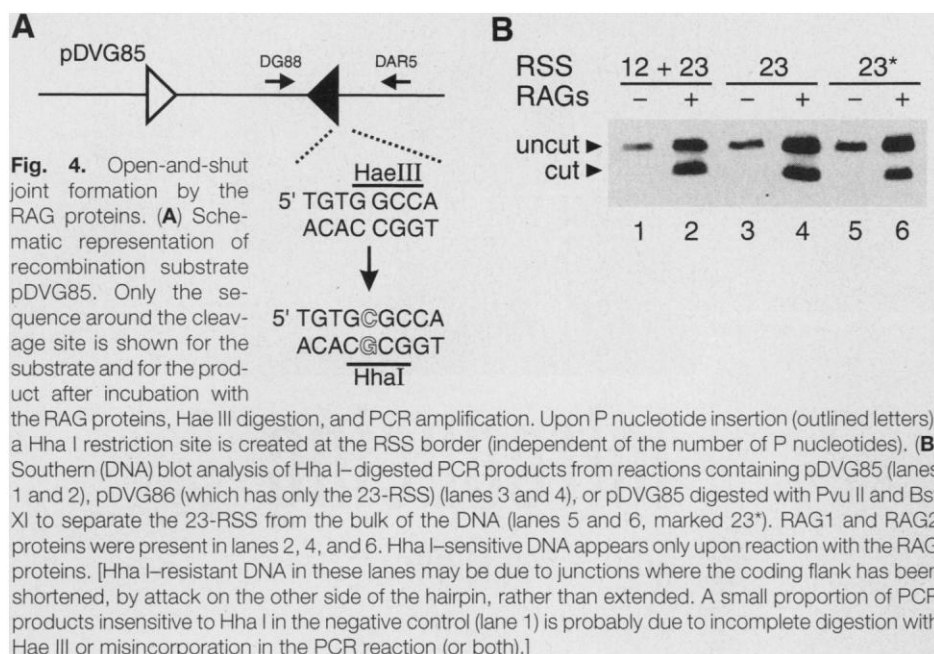 A
pDVG85
DG88
DAR5
HaeIII
5' TGTG GCCA
ACAC CCGGT
5' TGTGCGCCA
ACACGCGGT
HhaI
B
RSS 12 + 23 23 23*
RAGs – + – + – +
uncut
cut
1 2 3 4 5 6
Fig. 4. Open-and-shut
joint formation by the
RAG proteins. (A) Sche-
matic representation of
recombination substrate
pDVG85. Only the se-
quence around the cleav-
age site is shown for the
substrate and for the prod-
uct after incubation with
the RAG proteins, Hae III digestion, and PCR amplification. Upon P nucleotide insertion (outlined letters)
a Hha I restriction site is created at the RSS border (independent of the number of P nucleotides). (B
Southern (DNA) blot analysis of Hha I–digested PCR products from reactions containing pDVG85 (lanes
1 and 2), pDVG86 (which has only the 23-RSS) (lanes 3 and 4), or pDVG85 digested with Pvu II and Bs
XI to separate the 23-RSS from the bulk of the DNA (lanes 5 and 6, marked 23*). RAG1 and RAG2
proteins were present in lanes 2, 4, and 6. Hha I–sensitive DNA appears only upon reaction with the RAG
proteins. [Hha I–resistant DNA in these lanes may be due to junctions where the coding flank has been
shortened, by attack on the other side of the hairpin, rather than extended. A small proportion of PCR
products insensitive to Hha I in the negative control (lane 1) is probably due to incomplete digestion with
Hae III or misincorporation in the PCR reaction (or both).]